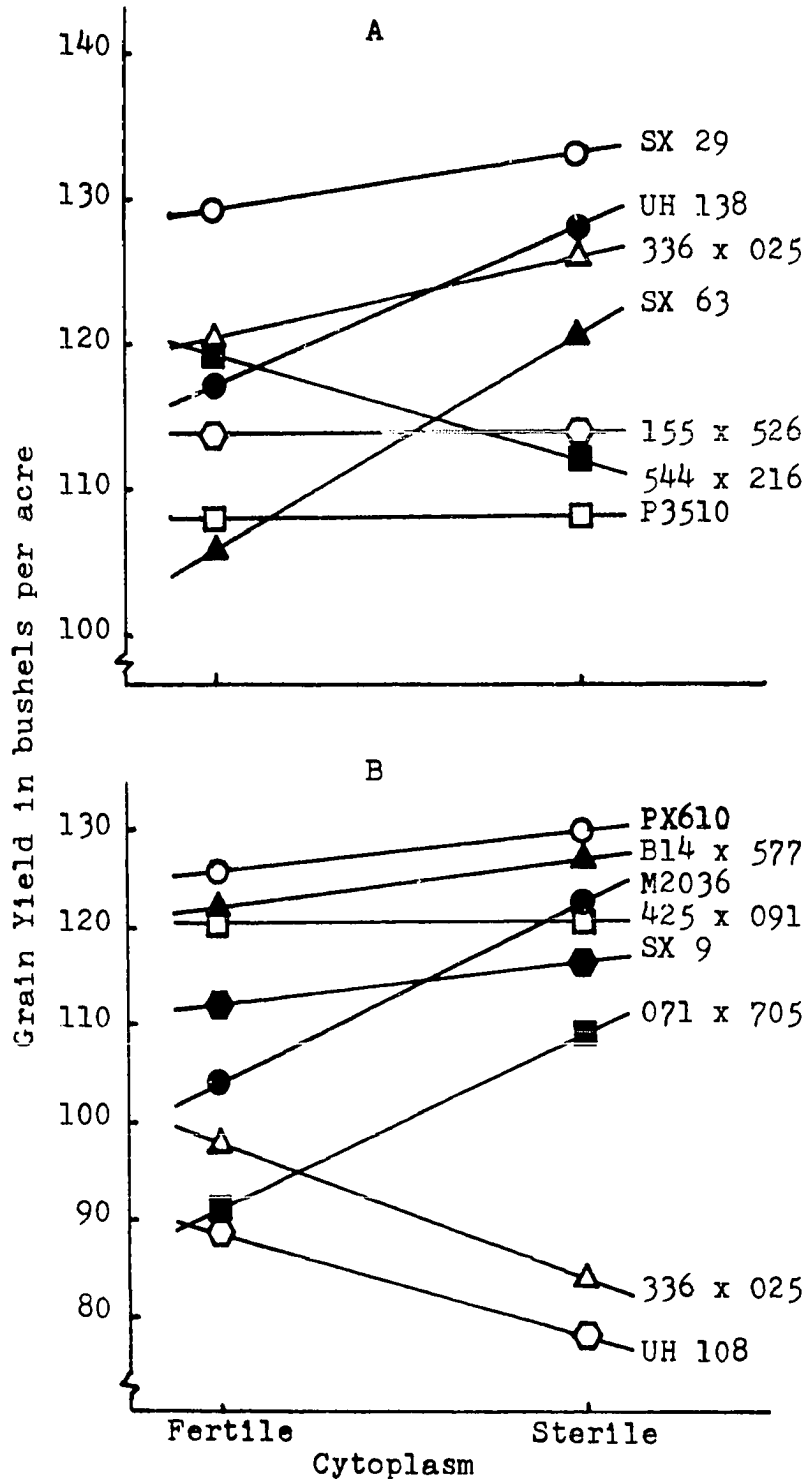 A
140
130
120
110
100
SX 29
UH 138
336 x 025
SX 63
155 x 526
544 x 216
P3510
Grain Yield in bushels per acre
B
130
120
110
100
90
80
PX610
B14 x 577
M2036
425 x 091
SX 9
071 x 705
336 x 025
UH 108
Fertile Sterile
Cytoplasm